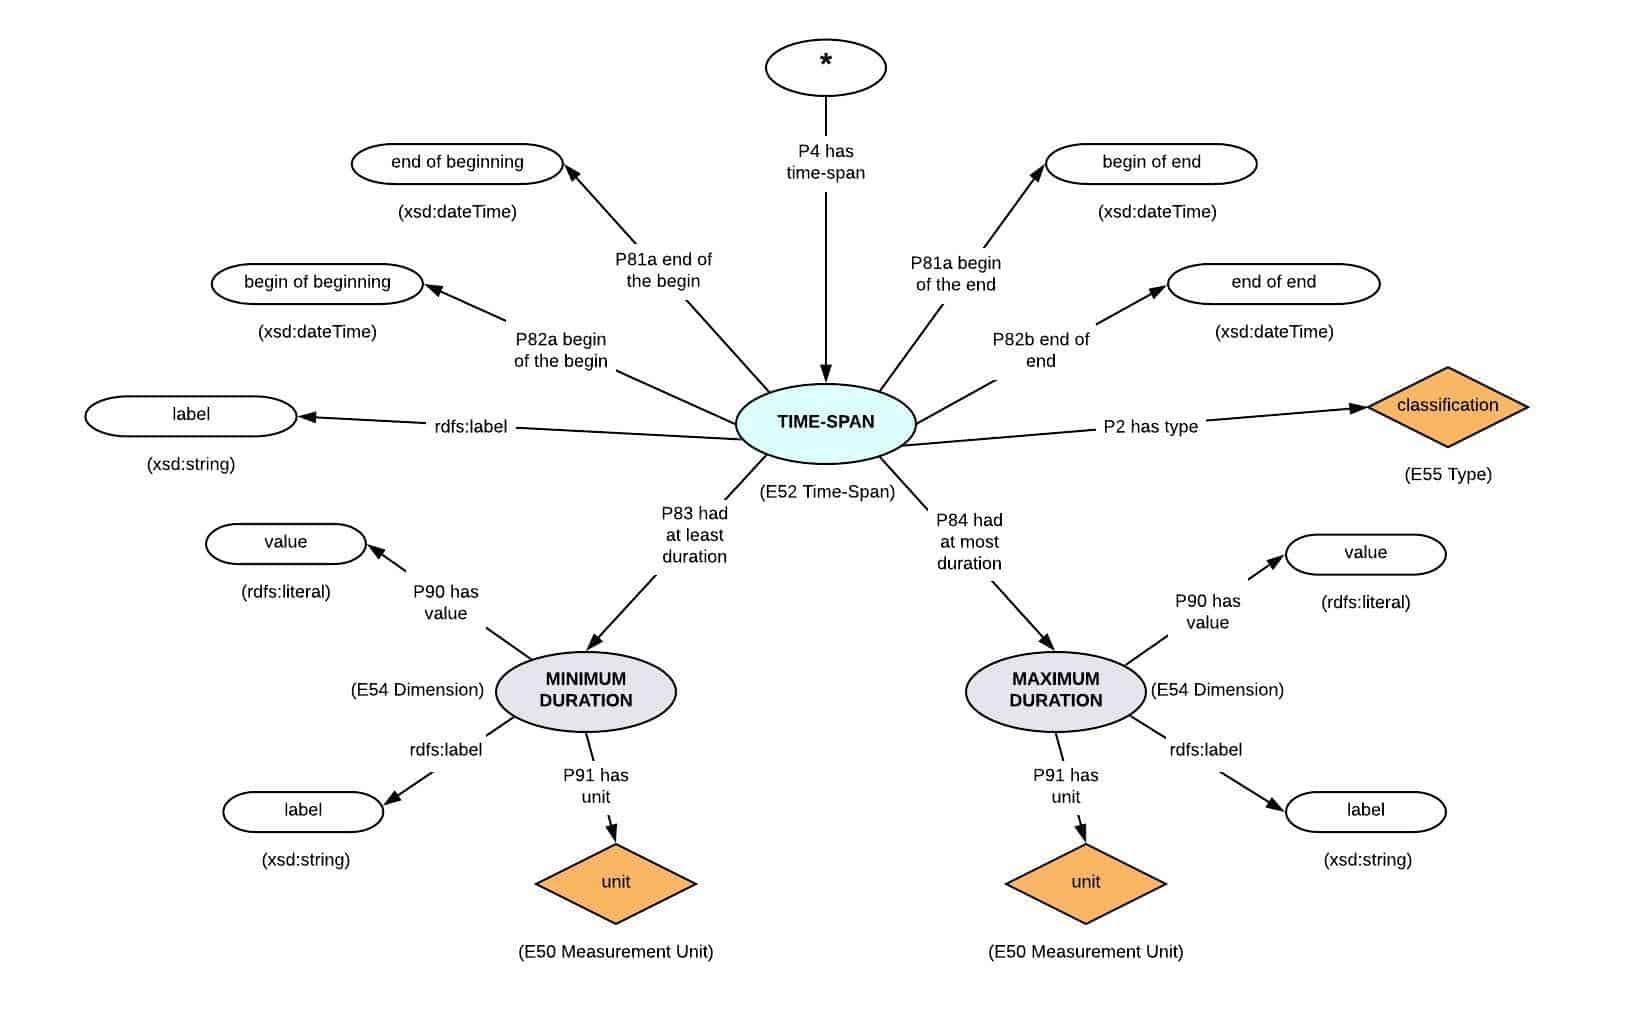 *
P4 has
time-span
end of beginning
(xsd:dateTime)
begin of end
(xsd:dateTime)
P81a end of
the begin
P81a begin
of the end
begin of beginning
(xsd:dateTime)
end of end
(xsd:dateTime)
P82a begin
of the begin
P82b end of
end
label
(xsd:string)
rdfs:label
TIME-SPAN
(E52 Time-Span)
P2 has type
classification
(E55 Type)
P83 had
at least
duration
P84 had
at most
duration
value
(rdfs:literal)
P90 has
value
value
(rdfs:literal)
P90 has
value
(E54 Dimension)
MINIMUM
DURATION
MAXIMUM
DURATION
(E54 Dimension)
rdfs:label
label
(xsd:string)
P91 has
unit
unit
(E50 Measurement Unit)
P91 has
unit
unit
(E50 Measurement Unit)
rdfs:label
label
(xsd:string)